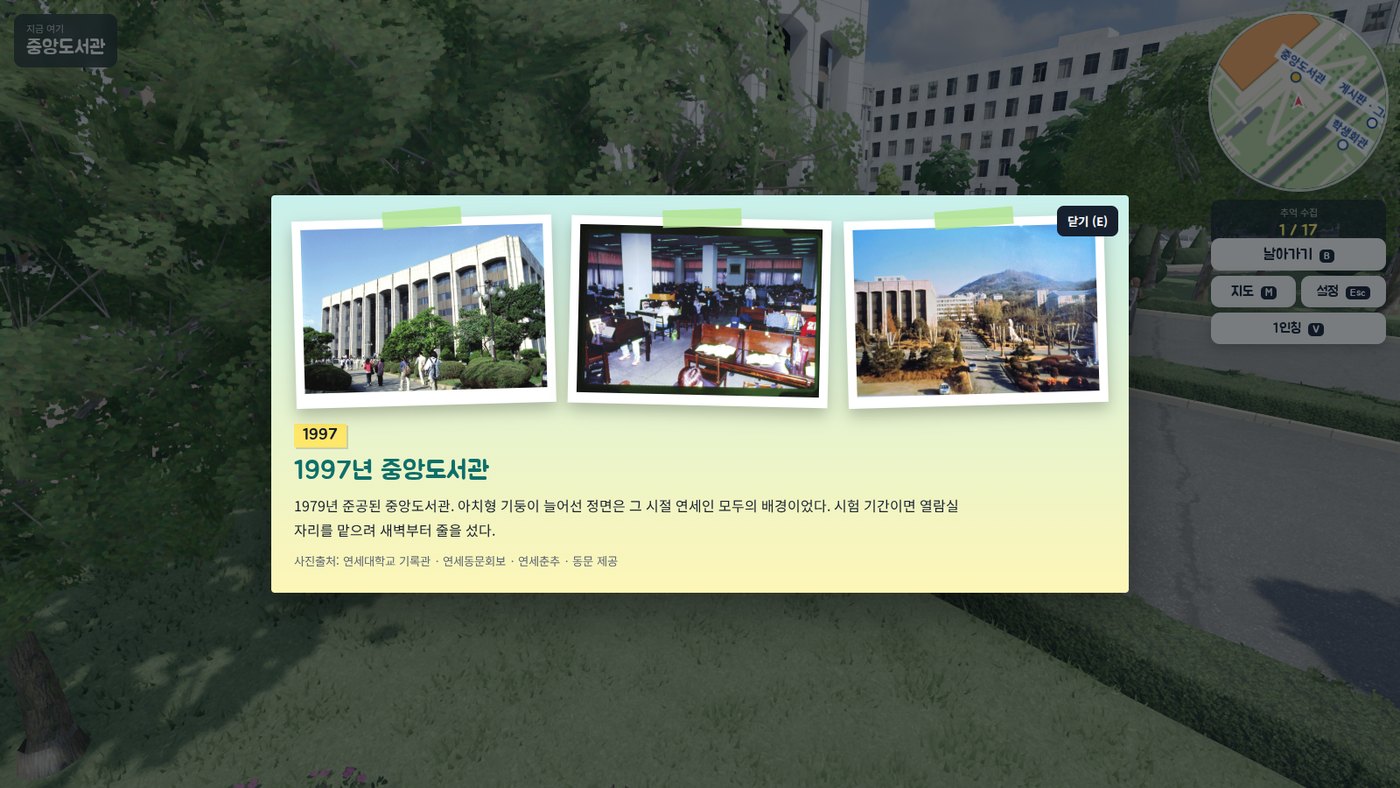 지금 여기
중앙도서관
중앙도서관
게시판 · 그
학생회관
추억 수집
1 / 17
날아가기 B
지도 M
설정 Esc
1인칭 V
닫기 (E)
1997
1997년 중앙도서관
1979년 준공된 중앙도서관. 아치형 기둥이 늘어선 정면은 그 시절 연세인 모두의 배경이었다. 시험 기간이면 열람실
자리를 맡으려 새벽부터 줄을 섰다.
사진출처: 연세대학교 기록관 · 연세동문회보 · 연세춘추 · 동문 제공